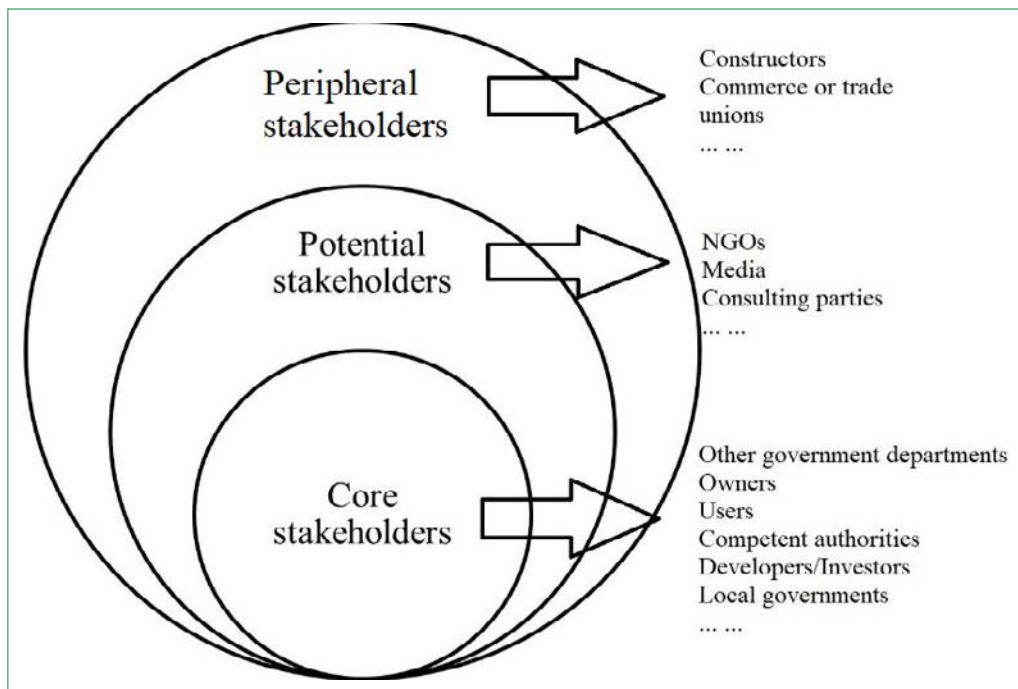 Peripheral
stakeholders
Constructors
Commerce or trade
unions
... ...
Potential
stakeholders
NGOs
Media
Consulting parties
... ...
Core
stakeholders
Other government departments
Owners
Users
Competent authorities
Developers/Investors
Local governments
... ...